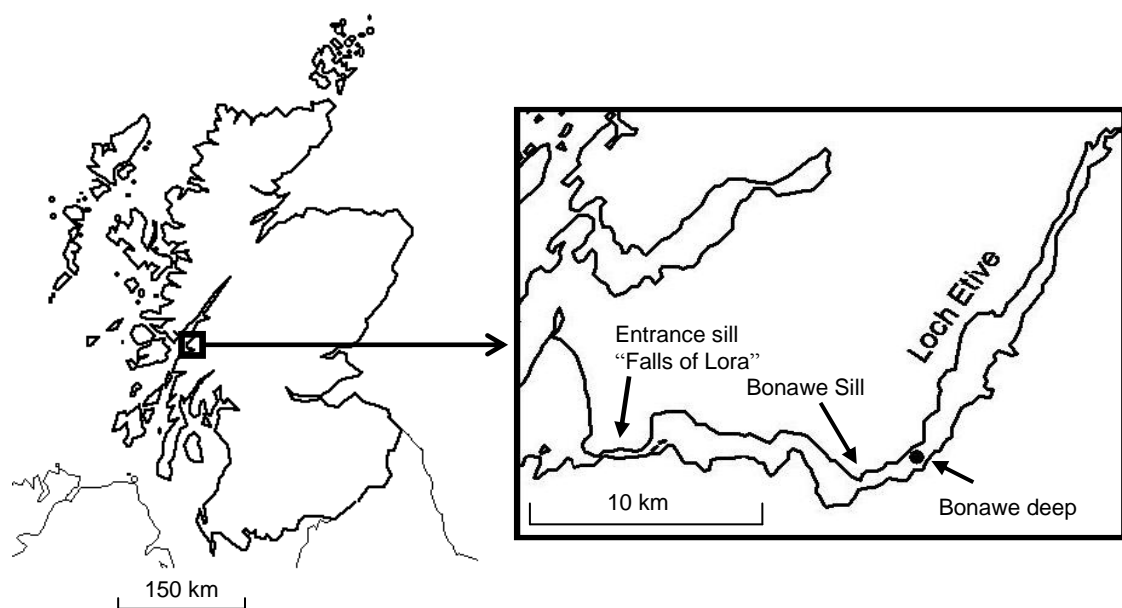 Entrance sill
“Falls of Lora”
Bonawe Sill
Loch Etive
Bonawe deep
10 km
150 km